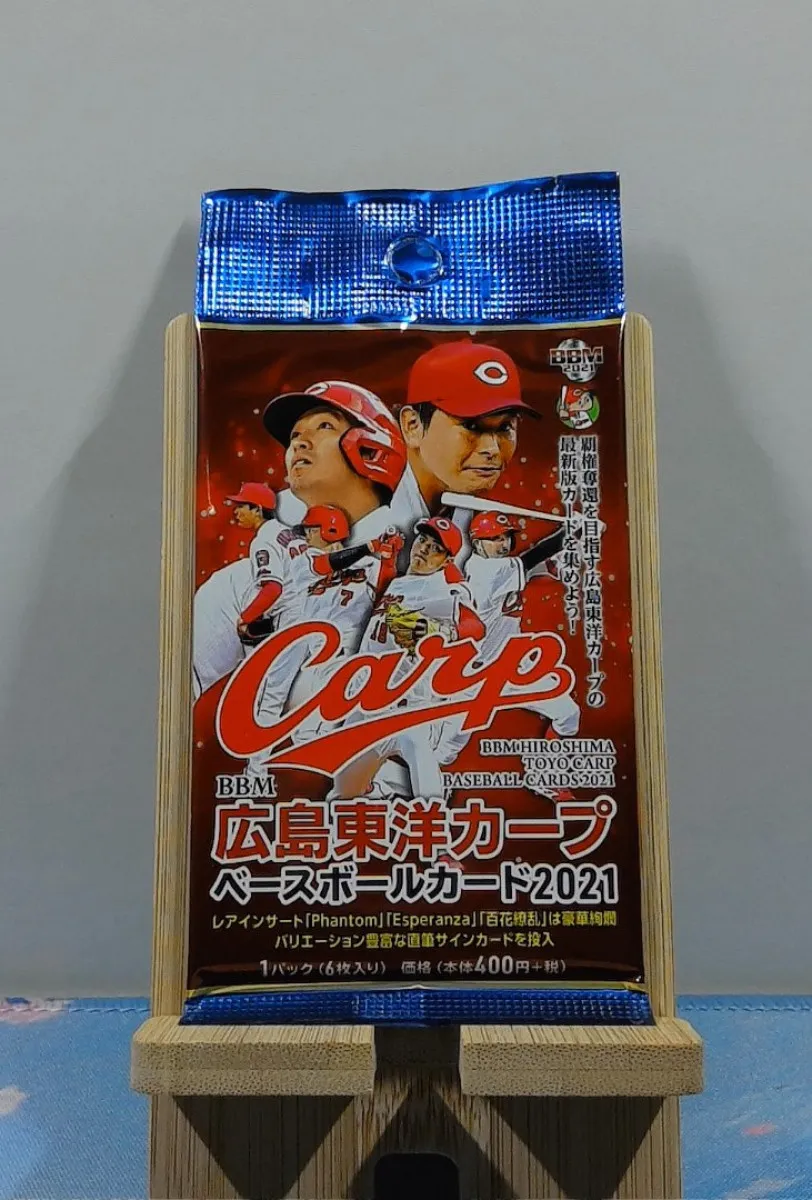 BBM
2021
覇権奪還を目指す広島東洋カープの
最新版カードを集めよう!
7
18
Carp
BBM HIROSHIMA
TOYO CARP
BASEBALL CARDS 2021
BBM
広島東洋カープ
ベースボールカード2021
レアインサート「Phantom」「Esperanza」「百花繚乱」は豪華絢爛
バリエーション豊富な直筆サインカードを投入
1パック(6枚入り) 価格(本体400円+税)